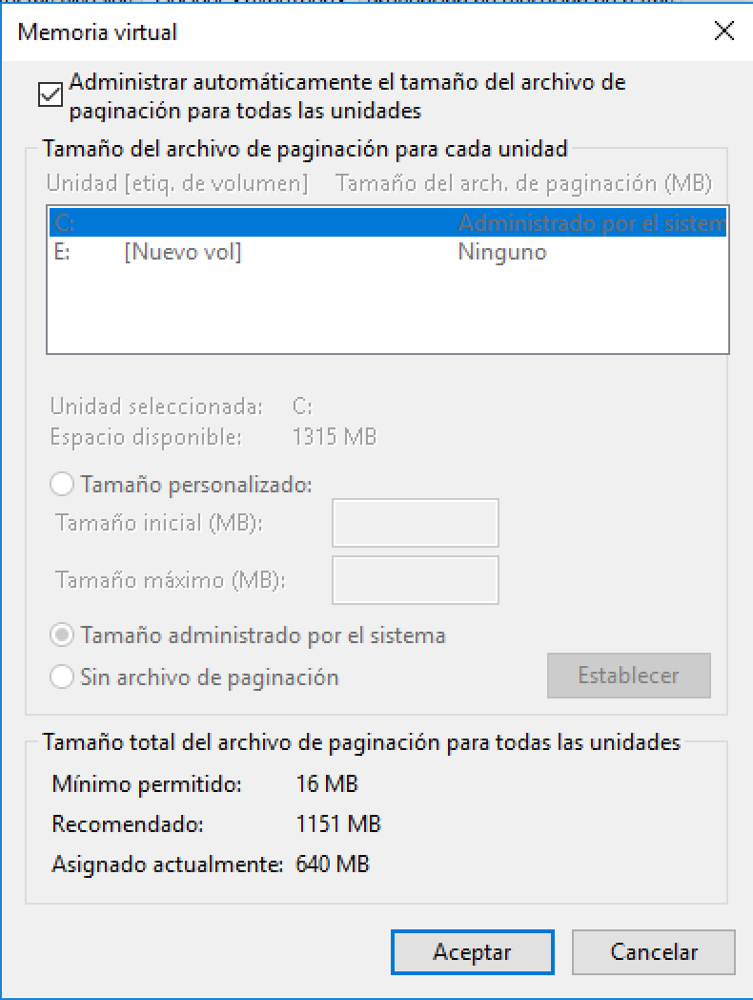 Memoria virtual
Administrar automáticamente el tamaño del archivo de
paginación para todas las unidades
Tamaño del archivo de paginación para cada unidad
Unidad [etiq. de volumen] Tamaño del arch. de paginación (MB)
C: Administrado por el sistem
E: [Nuevo vol] Ninguno
Unidad seleccionada: C:
Espacio disponible: 1315 MB
Tamaño personalizado:
Tamaño inicial (MB):
Tamaño máximo (MB):
Tamaño administrado por el sistema
Sin archivo de paginación
Establecer
Tamaño total del archivo de paginación para todas las unidades
Mínimo permitido: 16 MB
Recomendado: 1151 MB
Asignado actualmente: 640 MB
Aceptar Cancelar